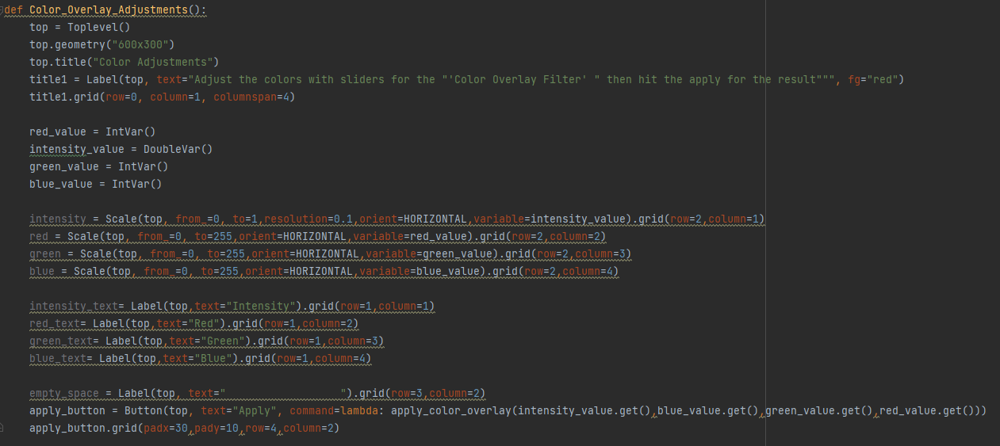 def Color_Overlay_Adjustments():
    top = Toplevel()
    top.geometry("600x300")
    top.title("Color Adjustments")
    title1 = Label(top, text="Adjust the colors with sliders for the "'Color Overlay Filter' " then hit the apply for the result""", fg="red")
    title1.grid(row=0, column=1, columnspan=4)

    red_value = IntVar()
    intensity_value = DoubleVar()
    green_value = IntVar()
    blue_value = IntVar()

    intensity = Scale(top, from_=0, to=1,resolution=0.1,orient=HORIZONTAL,variable=intensity_value).grid(row=2,column=1)
    red = Scale(top, from_=0, to=255,orient=HORIZONTAL,variable=red_value).grid(row=2,column=2)
    green = Scale(top, from_=0, to=255,orient=HORIZONTAL,variable=green_value).grid(row=2,column=3)
    blue = Scale(top, from_=0, to=255,orient=HORIZONTAL,variable=blue_value).grid(row=2,column=4)

    intensity_text= Label(top,text="Intensity").grid(row=1,column=1)
    red_text= Label(top,text="Red").grid(row=1,column=2)
    green_text= Label(top,text="Green").grid(row=1,column=3)
    blue_text= Label(top,text="Blue").grid(row=1,column=4)

    empty_space = Label(top, text="                  ").grid(row=3,column=2)
    apply_button = Button(top, text="Apply", command=lambda: apply_color_overlay(intensity_value.get(),blue_value.get(),green_value.get(),red_value.get()))
    apply_button.grid(padx=30,pady=10,row=4,column=2)